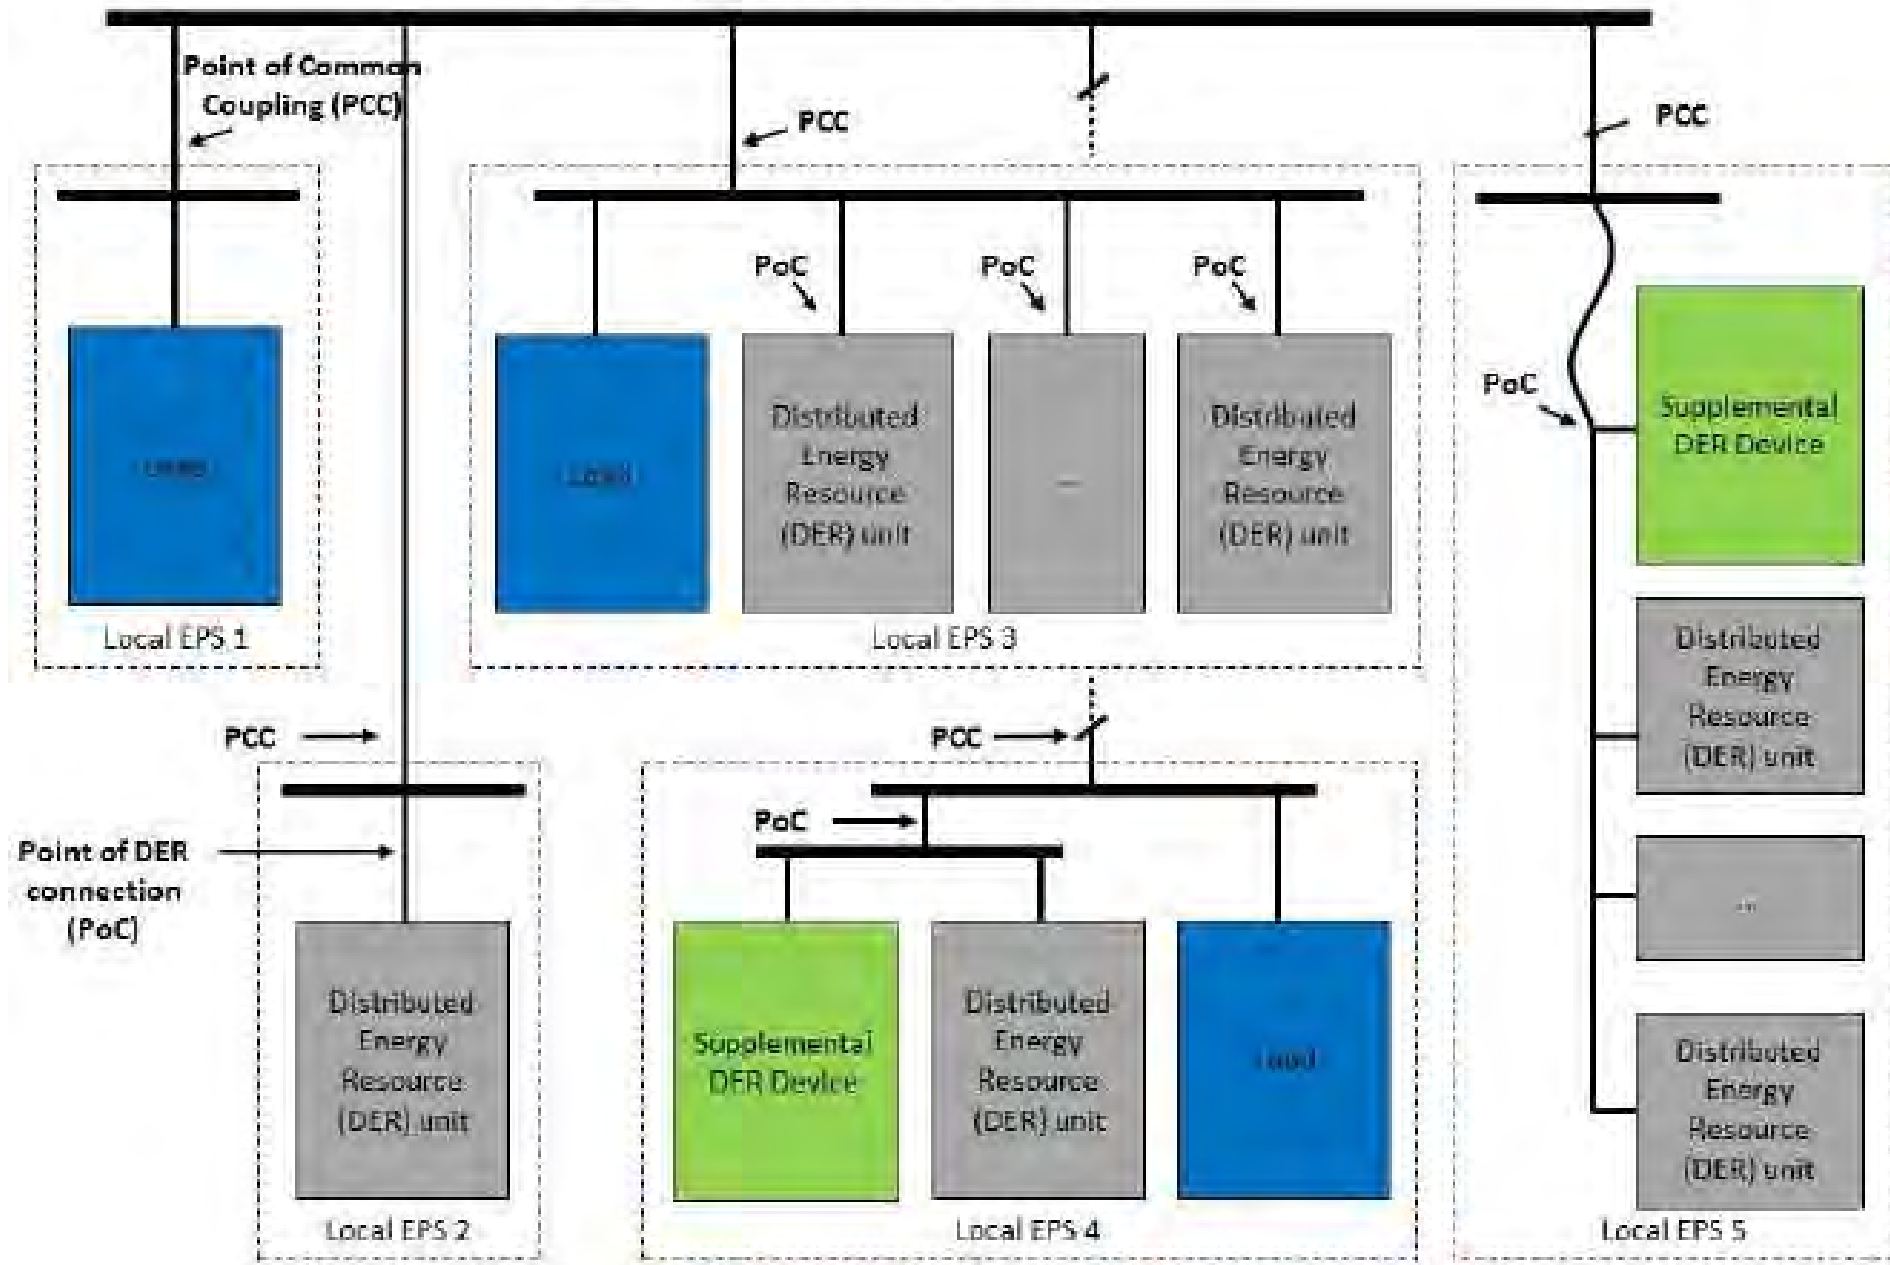 Point of Common
Coupling (PCC)
PCC
PCC
PoC
PoC
PoC
PoC
Load
Distributed
Energy
Resource
(DER) unit
...
Distributed
Energy
Resource
(DER) unit
Supplemental
DER Device
Local EPS 1
Local EPS 3
Distributed
Energy
Resource
(DER) unit
PCC
PCC
PoC
Point of DER
connection
(PoC)
...
Distributed
Energy
Resource
(DER) unit
Supplemental
DER Device
Distributed
Energy
Resource
(DER) unit
Load
Distributed
Energy
Resource
(DER) unit
Local EPS 2
Local EPS 4
Local EPS 5